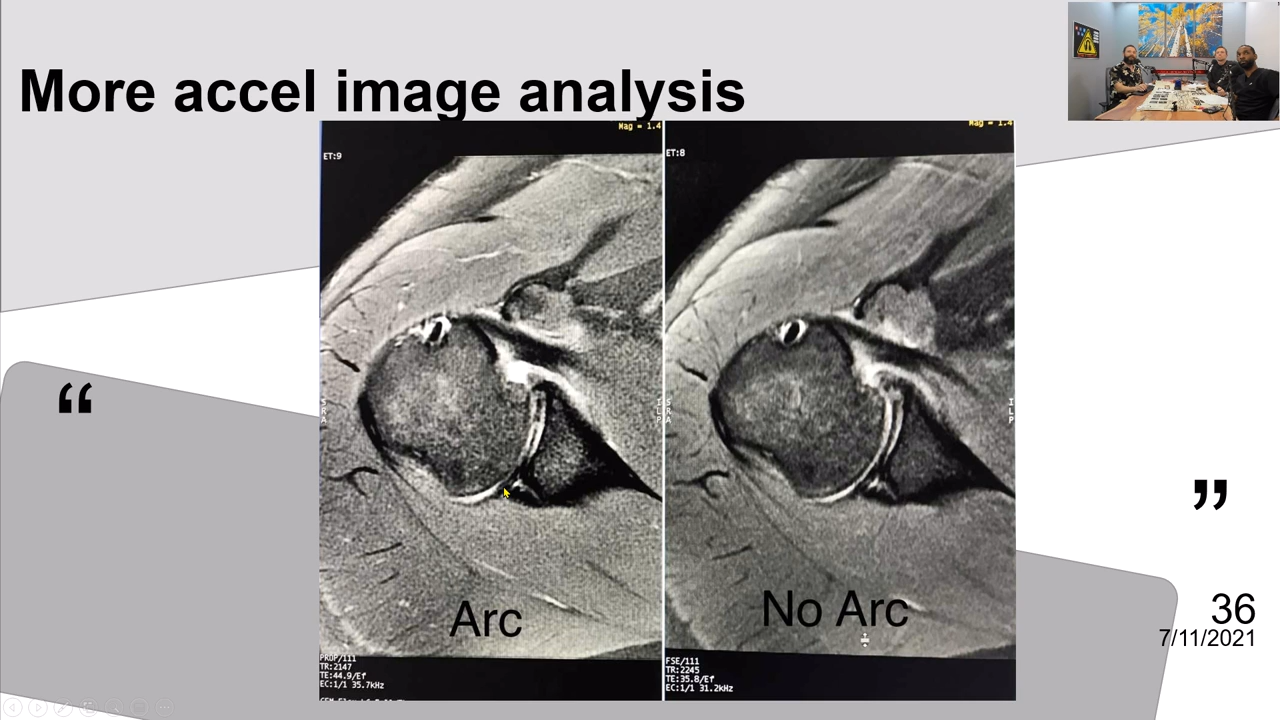 More accel image analysis
Mag = 1.4
ET:9
S
R
A
I
L
P
Arc
PROP/111
TR:2147
TE:44.9/Ef
EC:1/1 35.7kHz
Mag = 1.4
ET:8
S
R
A
I
L
P
No Arc
FSE/111
TR:2245
TE:35.8/Ef
EC:1/1 31.2kHz
“
”
36
7/11/2021